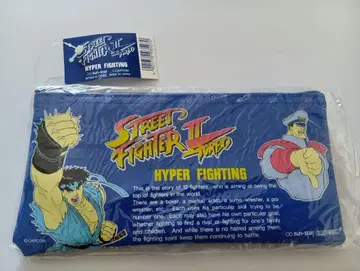 STREET
FIGHTER II
TURBO
HYPER FIGHTING
STREET
FIGHTER II
TURBO
HYPER FIGHTING
This is the story of 12 fighters, who is aiming at being the
top of fighters in the world.
There are a boxer, a martial artist, a sumo wrestler, a pro
wrestler, etc. Each uses his particular skill trying to be
number one. Each may also have his own particular goal,
whether fighting to find a rival or fighting for one's family
and children. And while there is no hatred among them,
the fighting spirit keep them continuing to battle.
©CAPCOM
SUN-STAR